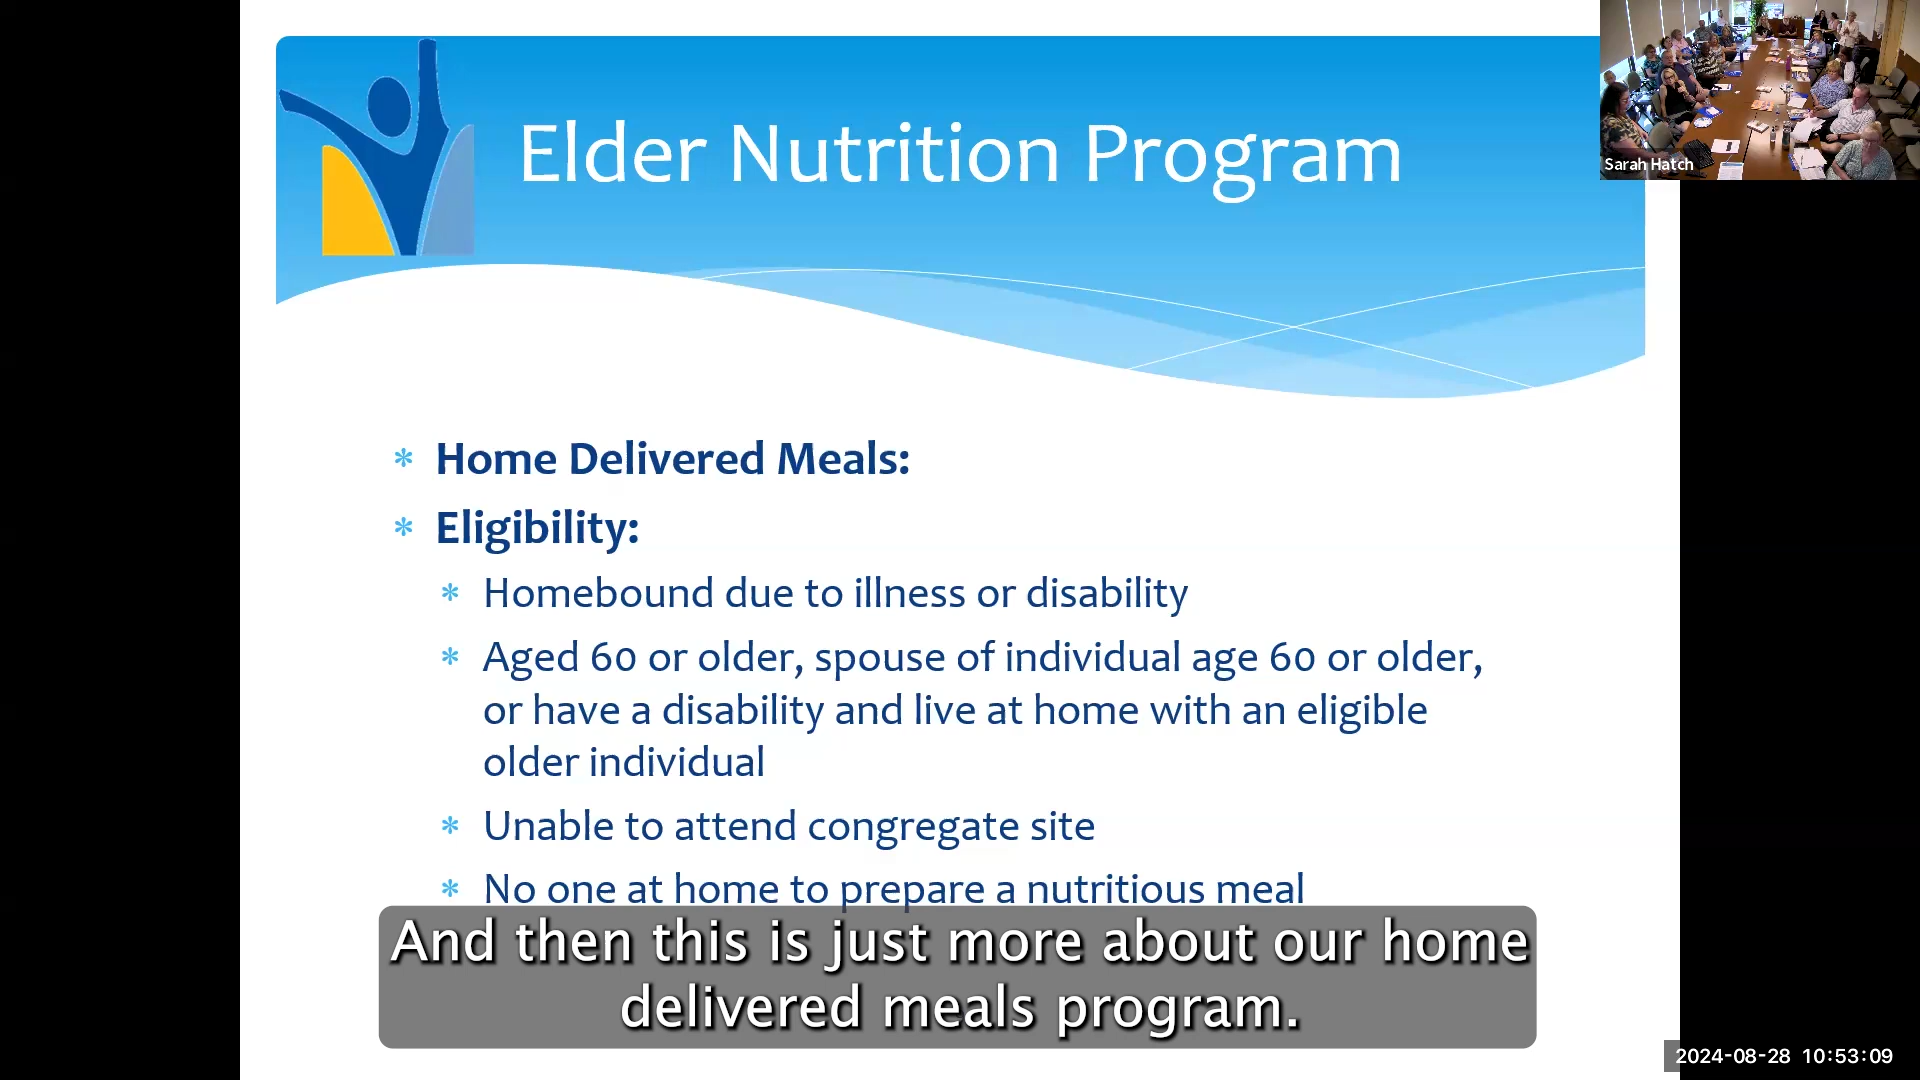 Elder Nutrition Program
Sarah Hatch
* Home Delivered Meals:
* Eligibility:
* Homebound due to illness or disability
* Aged 60 or older, spouse of individual age 60 or older,
or have a disability and live at home with an eligible
older individual
* Unable to attend congregate site
* No one at home to prepare a nutritious meal
And then this is just more about our home
delivered meals program.
2024-08-28 10:53:09